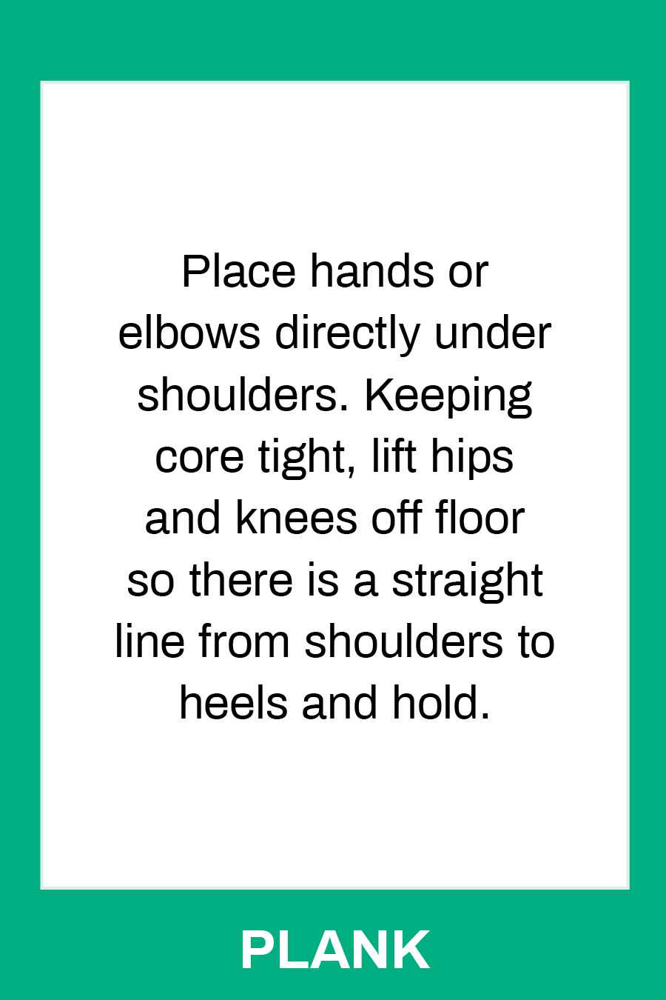 Place hands or
elbows directly under
shoulders. Keeping
core tight, lift hips
and knees off floor
so there is a straight
line from shoulders to
heels and hold.
PLANK